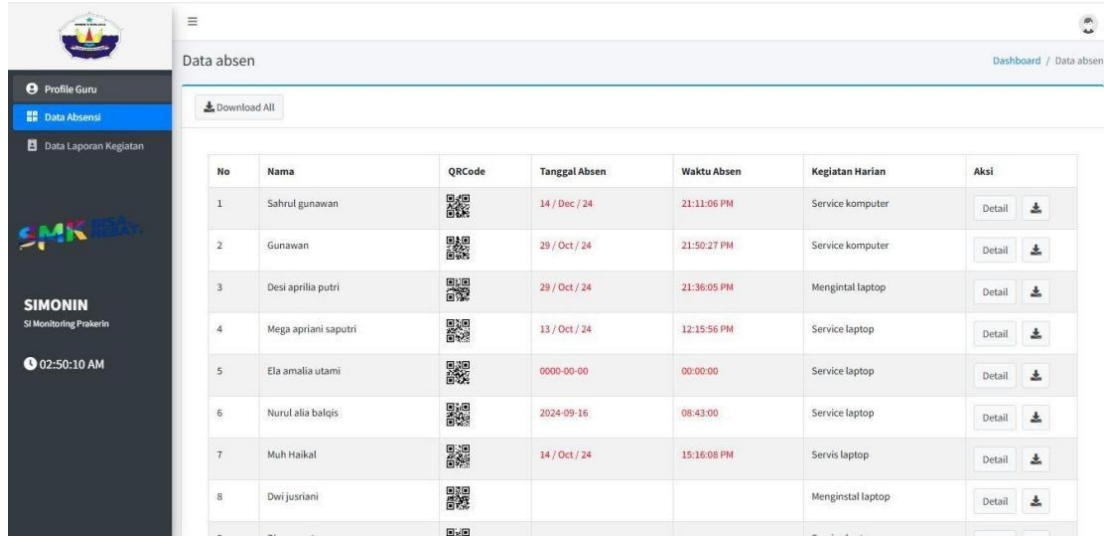 Data absen
Dashboard / Data absen
Profile Guru
Data Absensi
Data Laporan Kegiatan
SMK BISA HEBAT.
SIMONIN
SI Monitoring Prakerin
02:50:10 AM
Download All
No Nama QRCode Tanggal Absen Waktu Absen Kegiatan Harian Aksi
1 Sahrul gunawan 14 / Dec / 24 21:11:06 PM Service komputer Detail
2 Gunawan 29 / Oct / 24 21:50:27 PM Service komputer Detail
3 Desi aprilia putri 29 / Oct / 24 21:36:05 PM Mengintal laptop Detail
4 Mega apriani saputri 13 / Oct / 24 12:15:56 PM Service laptop Detail
5 Ela amalia utami 0000-00-00 00:00:00 Service laptop Detail
6 Nurul alia balqis 2024-09-16 08:43:00 Service laptop Detail
7 Muh Haikal 14 / Oct / 24 15:16:08 PM Servis laptop Detail
8 Dwi jusriani Menginstal laptop Detail